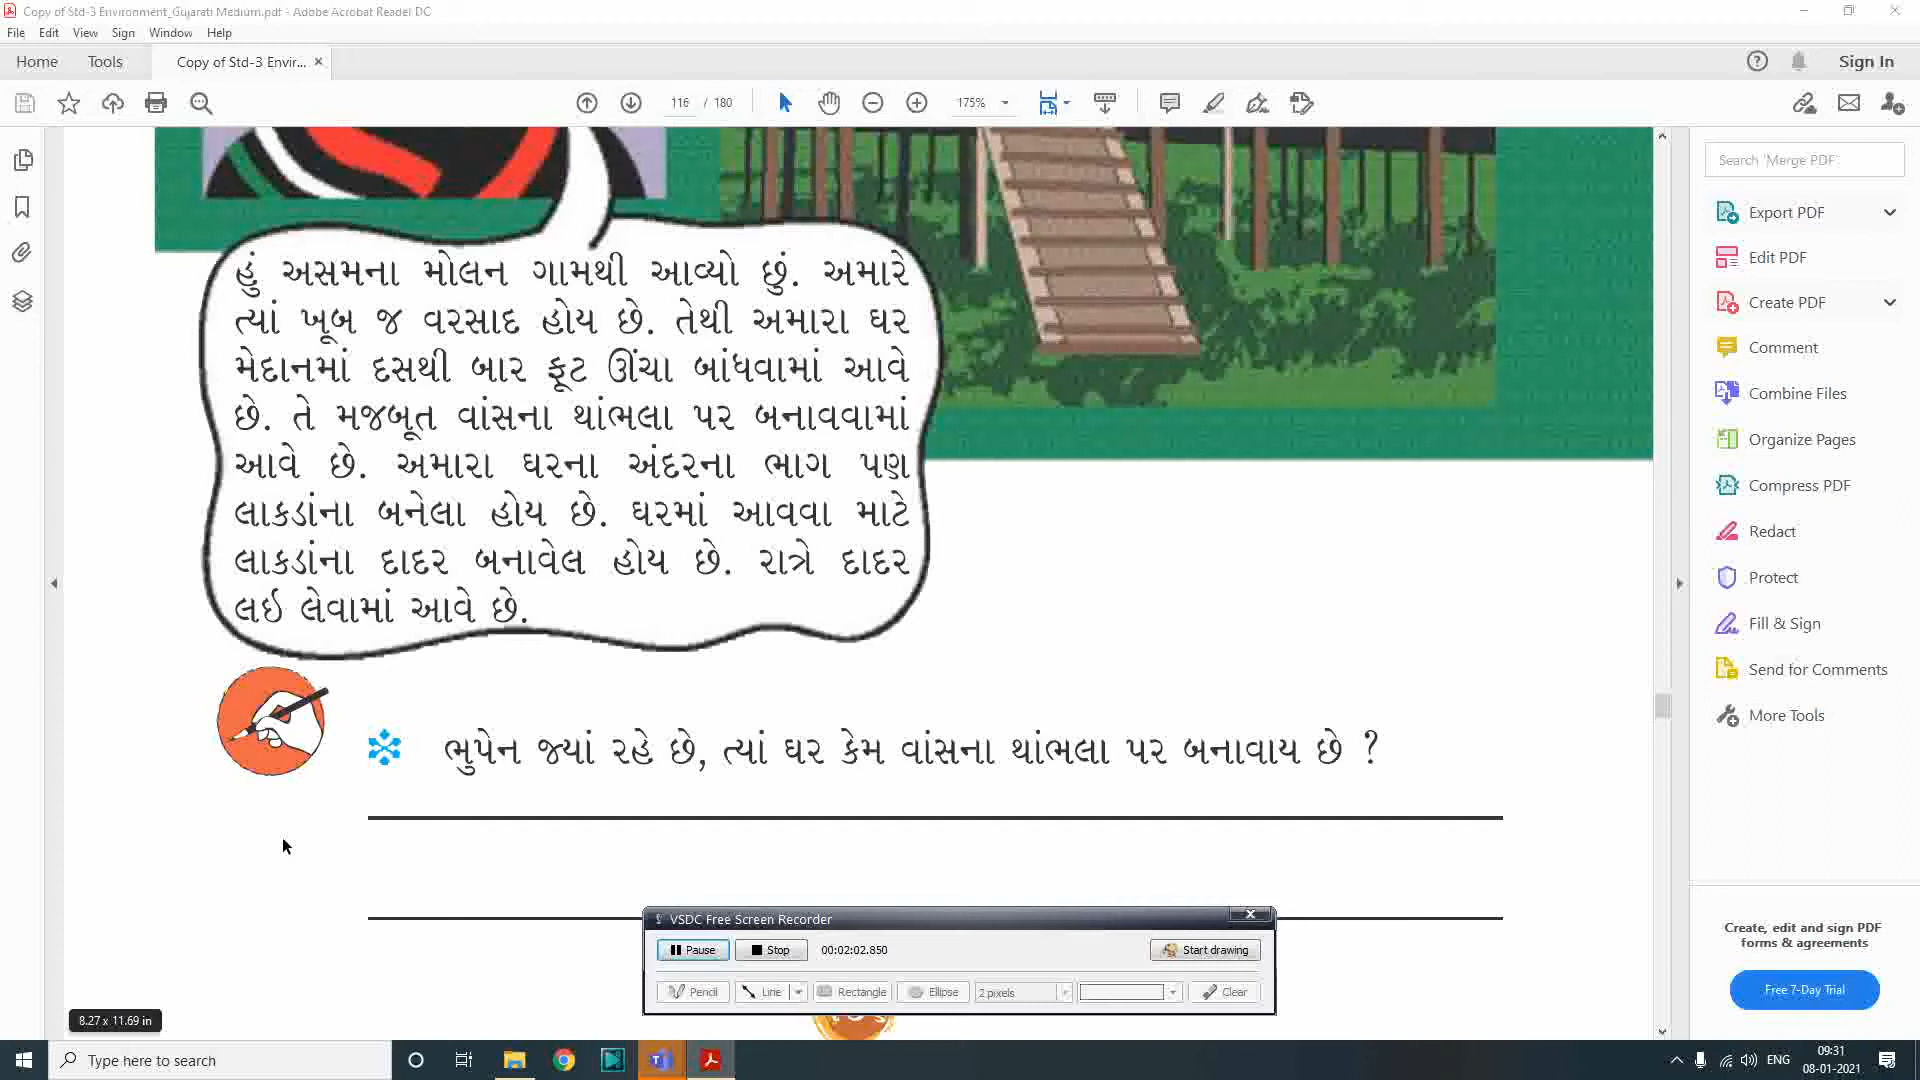 Copy of Std-3 Environment_Gujarati Medium.pdf - Adobe Acrobat Reader DC
File Edit View Sign Window Help
Home Tools Copy of Std-3 Envir... × Sign In
116 / 180 175%
Search 'Merge PDF'
Export PDF
Edit PDF
Create PDF
Comment
Combine Files
Organize Pages
Compress PDF
Redact
Protect
Fill & Sign
Send for Comments
More Tools
Create, edit and sign PDF
forms & agreements
Free 7-Day Trial
હું અસમના મોલન ગામથી આવ્યો છું. અમારે
ત્યાં ખૂબ જ વરસાદ હોય છે. તેથી અમારા ઘર
મેદાનમાં દસથી બાર ફૂટ ઊંચા બાંધવામાં આવે
છે. તે મજબૂત વાંસના થાંભલા પર બનાવવામાં
આવે છે. અમારા ઘરના અંદરના ભાગ પણ
લાકડાંના બનેલા હોય છે. ઘરમાં આવવા માટે
લાકડાંના દાદર બનાવેલ હોય છે. રાત્રે દાદર
લઇ લેવામાં આવે છે.
ભુપેન જ્યાં રહે છે, ત્યાં ઘર કેમ વાંસના થાંભલા પર બનાવાય છે ?
VSDC Free Screen Recorder
Pause Stop 00:02:02.850 Start drawing
Pencil Line Rectangle Ellipse 2 pixels Clear
8.27 x 11.69 in
Type here to search
ENG
09:31
08-01-2021